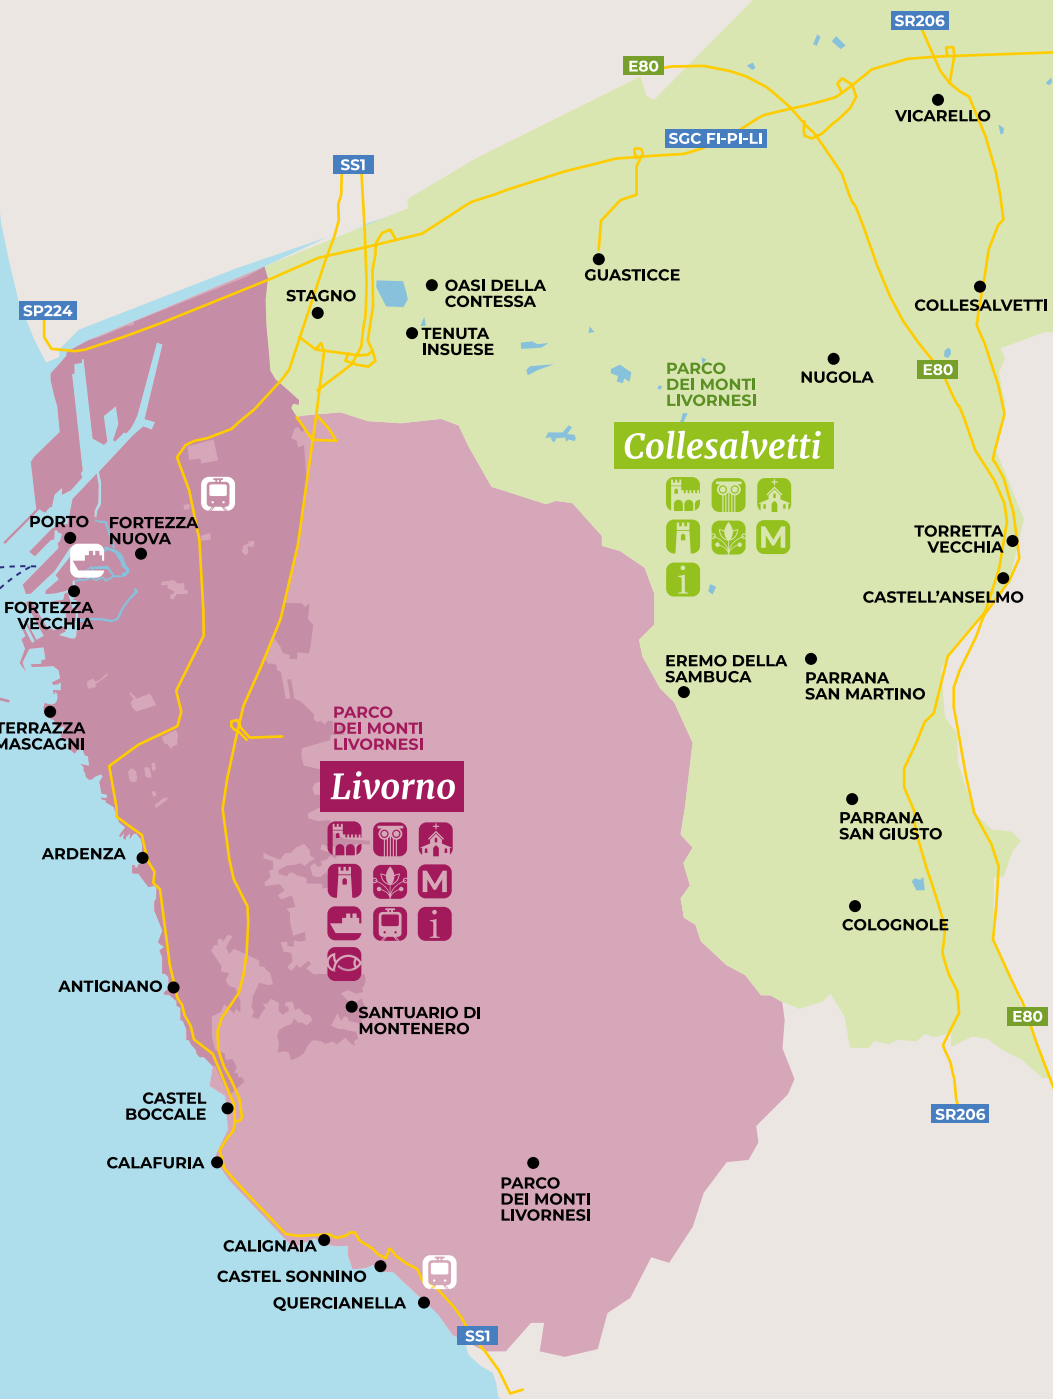 SR206
E80
VICARELLO
SGC FI-PI-LI
SS1
GUASTICCE
OASI DELLA
CONTESSA
STAGNO
COLLESALVETTI
SP224
TENUTA
INSUESE
PARCO
DEI MONTI
LIVORNESI
NUGOLA
E80
Collesalvetti
M
i
PORTO
FORTEZZA
NUOVA
TORRETTA
VECCHIA
CASTELL'ANSELMO
FORTEZZA
VECCHIA
EREMO DELLA
SAMBUCA
PARRANA
SAN MARTINO
TERRAZZA
MASCAGNI
PARCO
DEI MONTI
LIVORNESI
Livorno
M
i
PARRANA
SAN GIUSTO
ARDENZA
COLOGNOLE
ANTIGNANO
SANTUARIO DI
MONTENERO
E80
CASTEL
BOCCALE
SR206
CALAFURIA
PARCO
DEI MONTI
LIVORNESI
CALIGNAIA
CASTEL SONNINO
QUERCIANELLA
SS1